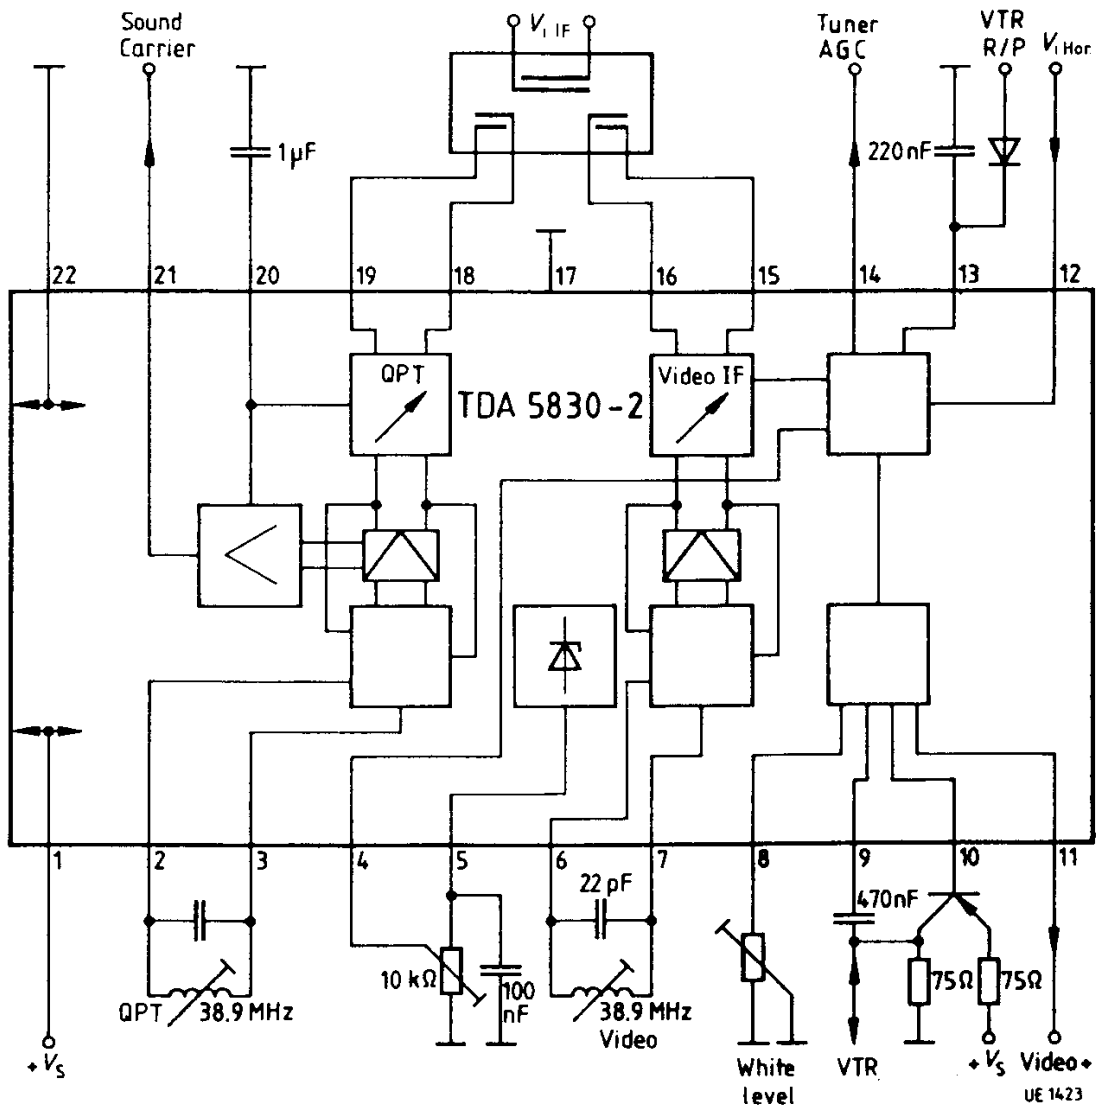 Sound
Carrier
V i IF
Tuner
AGC
VTR
R/P
V i Hor.
1µF
220nF
22 21 20 19 18 17 16 15 14 13 12
QPT
TDA 5830-2
Video IF
1 2 3 4 5 6 7 8 9 10 11
22pF
470nF
10 kΩ
100
nF
75Ω
75Ω
QPT 38.9 MHz
38.9 MHz
Video
+Vs
White
level
VTR
+Vs
Video+
UE 1423